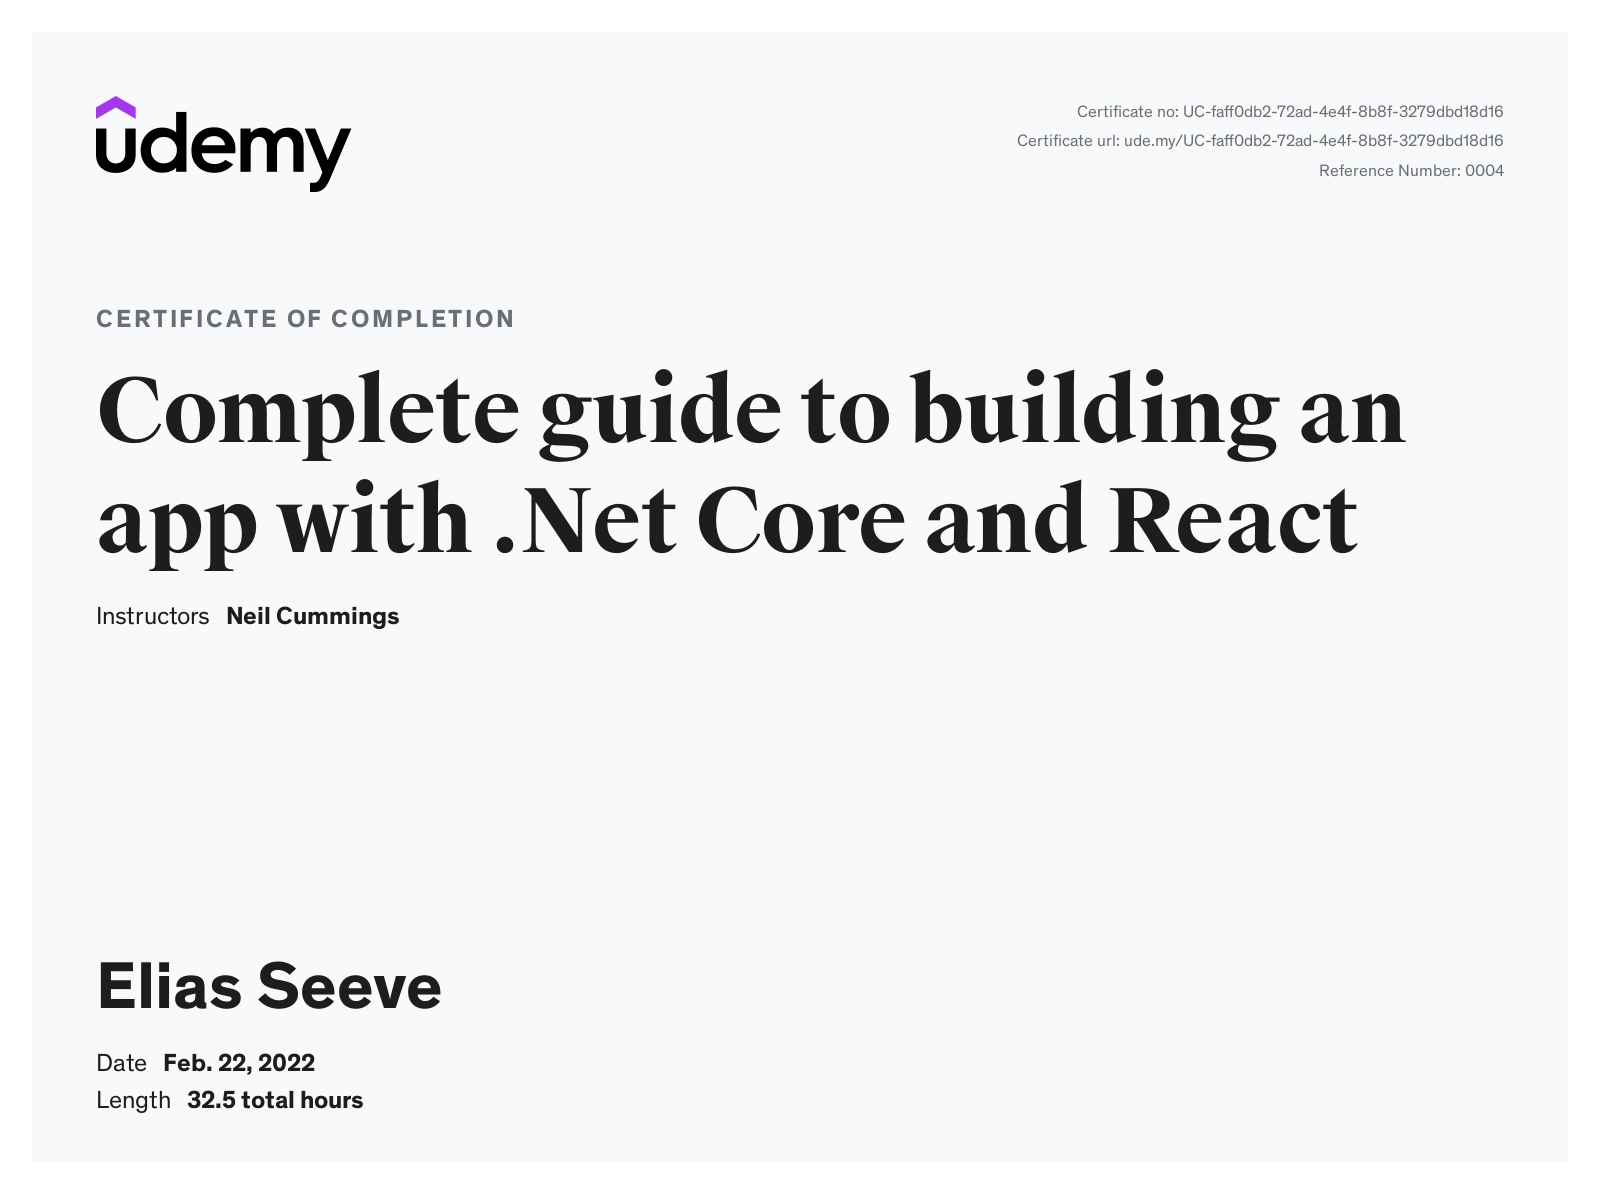 udemy
Certificate no: UC-faff0db2-72ad-4e4f-8b8f-3279dbd18d16
Certificate url: ude.my/UC-faff0db2-72ad-4e4f-8b8f-3279dbd18d16
Reference Number: 0004
CERTIFICATE OF COMPLETION
Complete guide to building an
app with .Net Core and React
Instructors Neil Cummings
Elias Seeve
Date Feb. 22, 2022
Length 32.5 total hours